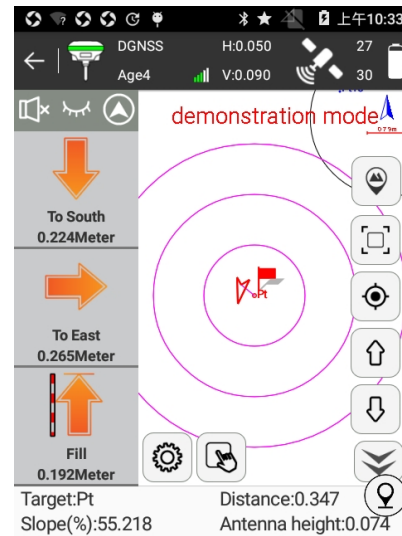 上午10:33
DGNSS H:0.050 27
Age4 V:0.090 30
demonstration mode
0.79m
To South
0.224Meter
Pt
To East
0.265Meter
Fill
0.192Meter
Target:Pt Distance:0.347
Slope(%):55.218 Antenna height:0.074